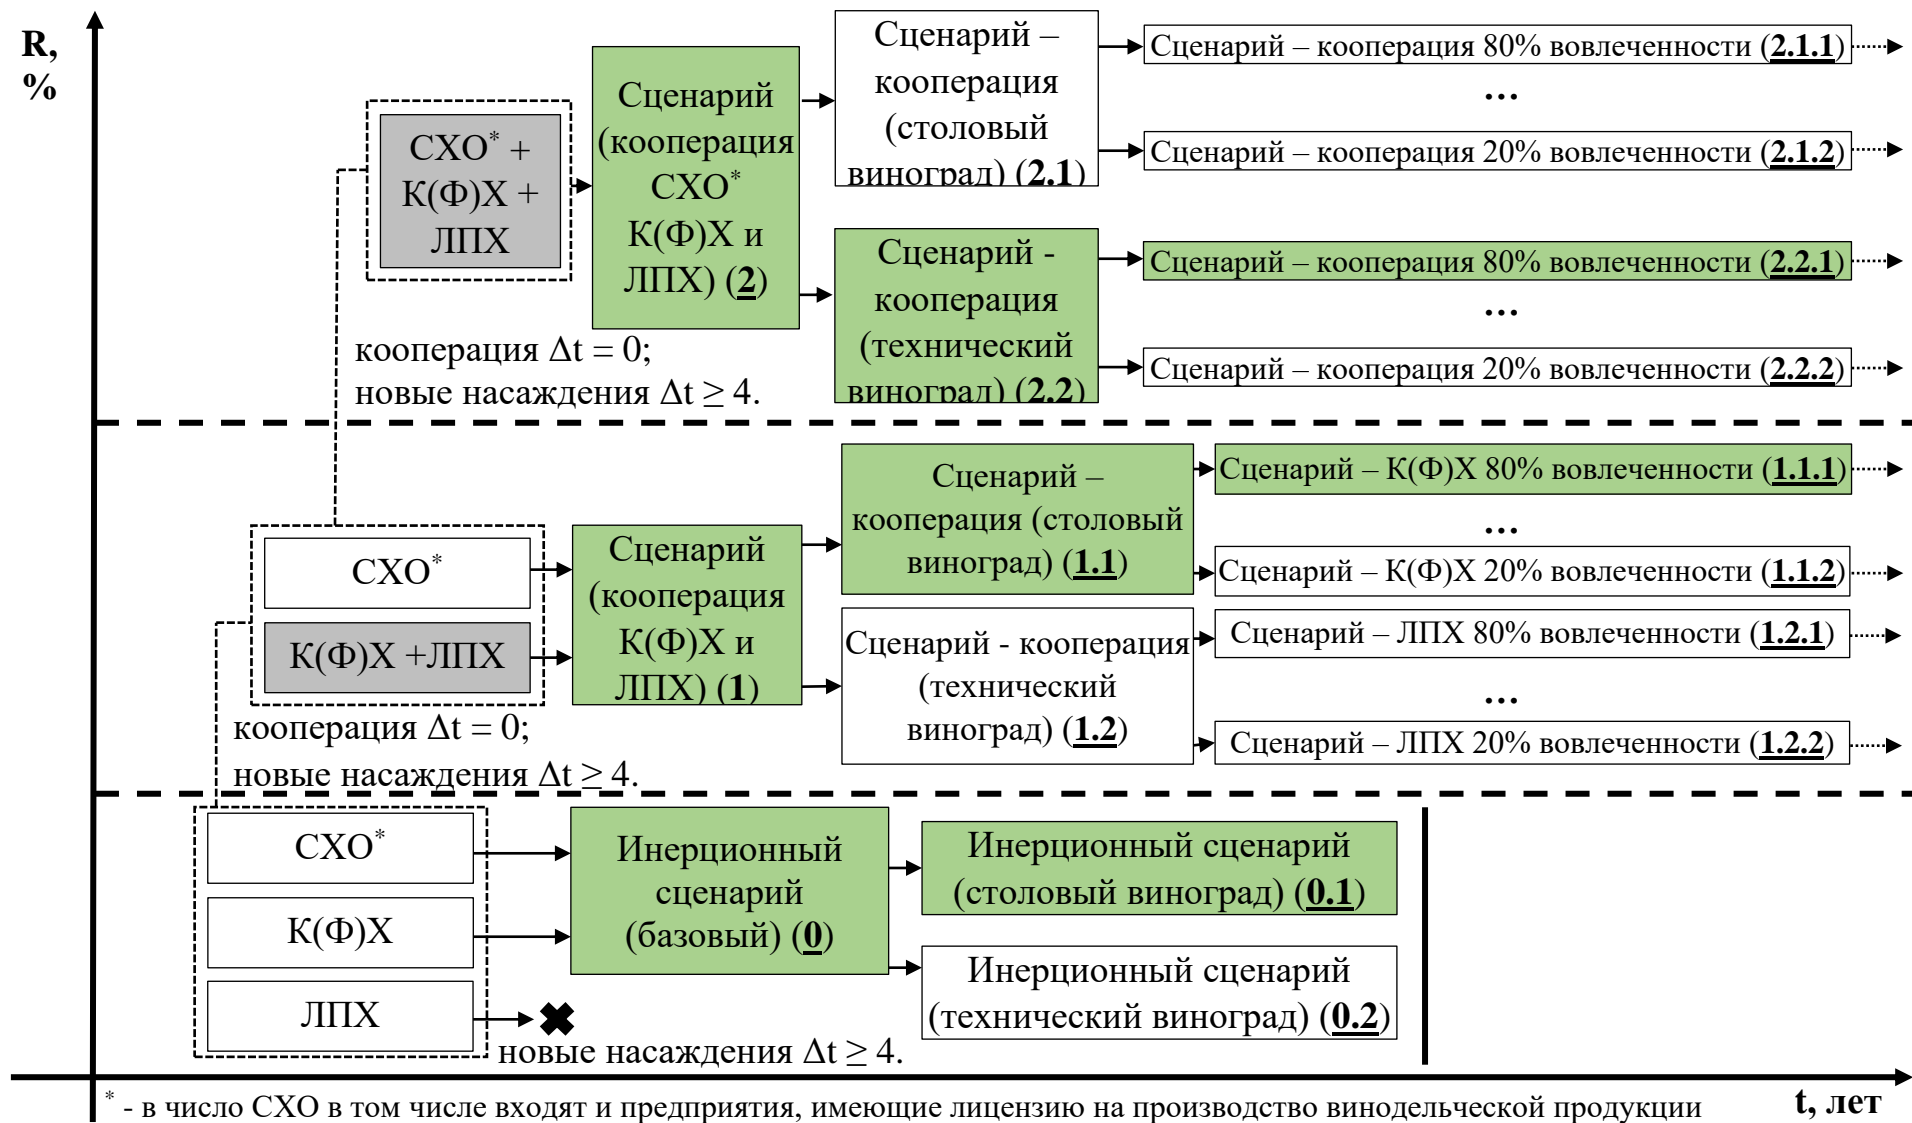 R,
%
СХО* +
К(Ф)Х +
ЛПХ
Сценарий
(кооперация
СХО*
К(Ф)Х и
ЛПХ) (2)
Сценарий –
кооперация
(столовый
виноград) (2.1)
Сценарий – кооперация 80% вовлеченности (2.1.1)
...
Сценарий – кооперация 20% вовлеченности (2.1.2)
Сценарий -
кооперация
(технический
виноград) (2.2)
Сценарий – кооперация 80% вовлеченности (2.2.1)
...
Сценарий – кооперация 20% вовлеченности (2.2.2)
кооперация Δt = 0;
новые насаждения Δt ≥ 4.
СХО*
К(Ф)Х +ЛПХ
Сценарий
(кооперация
К(Ф)Х и
ЛПХ) (1)
Сценарий –
кооперация (столовый
виноград) (1.1)
Сценарий – К(Ф)Х 80% вовлеченности (1.1.1)
...
Сценарий – К(Ф)Х 20% вовлеченности (1.1.2)
Сценарий - кооперация
(технический
виноград) (1.2)
Сценарий – ЛПХ 80% вовлеченности (1.2.1)
...
Сценарий – ЛПХ 20% вовлеченности (1.2.2)
кооперация Δt = 0;
новые насаждения Δt ≥ 4.
СХО*
К(Ф)Х
ЛПХ
Инерционный
сценарий
(базовый) (0)
Инерционный сценарий
(столовый виноград) (0.1)
Инерционный сценарий
(технический виноград) (0.2)
новые насаждения Δt ≥ 4.
* - в число СХО в том числе входят и предприятия, имеющие лицензию на производство винодельческой продукции
t, лет